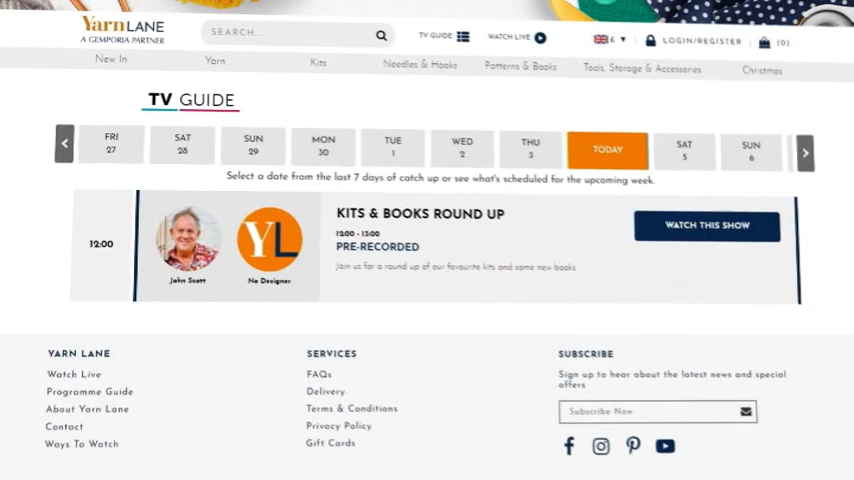 YarnLANE
A GEMPORIA PARTNER
SEARCH...
TV GUIDE
WATCH LIVE
£
LOGIN/REGISTER
(0)
New In
Yarn
Kits
Needles & Hooks
Patterns & Books
Tools, Storage & Accessories
Christmas
TV GUIDE
FRI 27
SAT 28
SUN 29
MON 30
TUE 1
WED 2
THU 3
TODAY
SAT 5
SUN 6
Select a date from the last 7 days of catch up or see what's scheduled for the upcoming week.
12:00
John Scott
YL
No Designer
KITS & BOOKS ROUND UP
12:00 - 13:00
PRE-RECORDED
Join us for a round up of our favourite kits and some new books.
WATCH THIS SHOW
YARN LANE
Watch Live
Programme Guide
About Yarn Lane
Contact
Ways To Watch
SERVICES
FAQs
Delivery
Terms & Conditions
Privacy Policy
Gift Cards
SUBSCRIBE
Sign up to hear about the latest news and special
offers
Subscribe Now